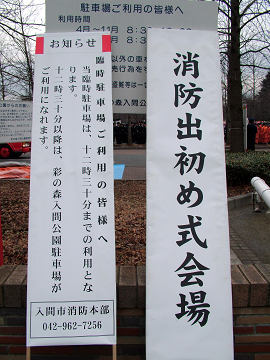 駐車場ご利用の皆様へ
利用時間
お知らせ
臨時駐車場ご利用の皆様へ
当臨時駐車場は、十二時三十分までの利用とな
ります。
十二時三十分以降は、彩の森入間公園駐車場が
ご利用になれます。
入間市消防本部
042-962-7256
消防出初め式会場